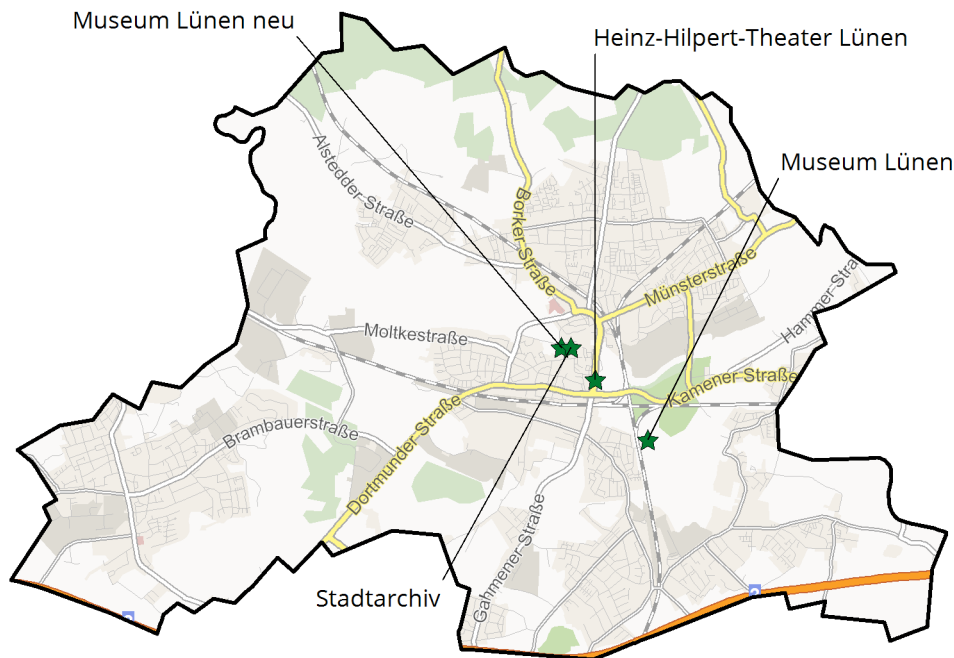 Museum Lünen neu
Heinz-Hilpert-Theater Lünen
Museum Lünen
Alstedder Straße
Borker Straße
Münsterstraße
Hammer-Stra
Moltkestraße
Kamener Straße
Brambauerstraße
Dortmunder Straße
Gahmener-Straße
Stadtarchiv